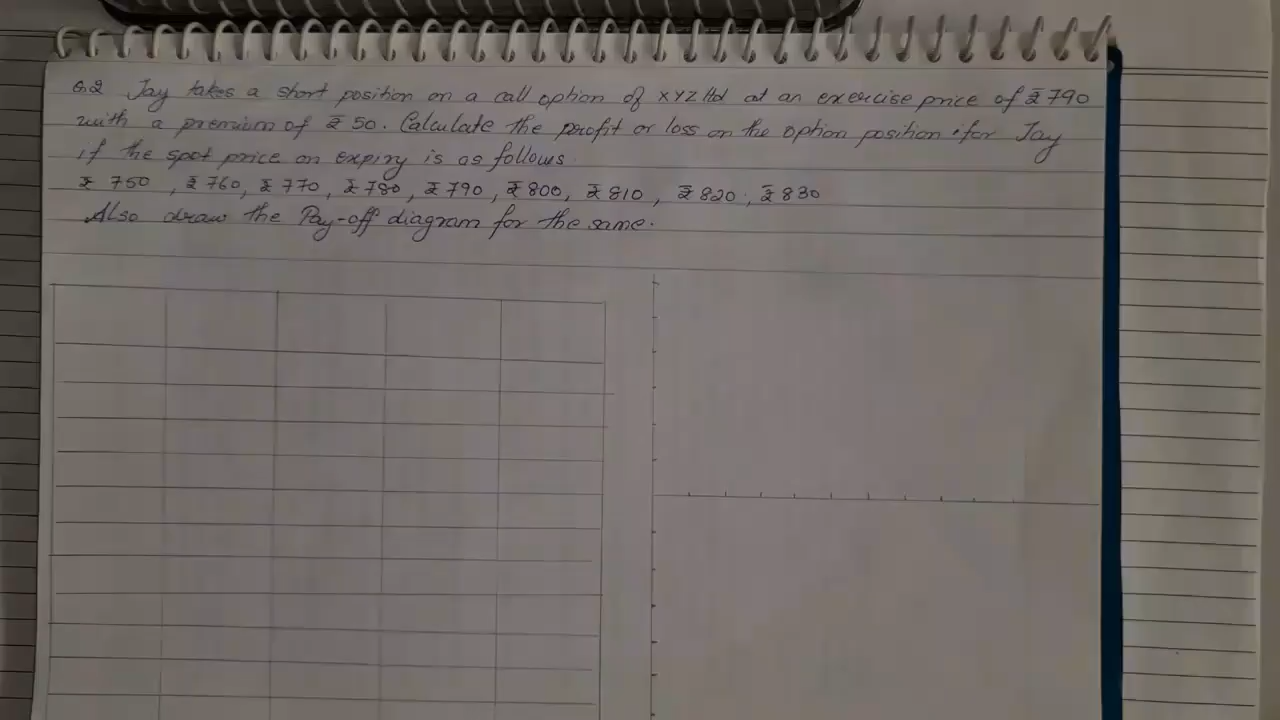 Q.2 Jay takes a short position on a call option of XYZ ltd at an exercise price of ₹790
with a premium of ₹ 50. Calculate the profit or loss on the option position for Jay
if the spot price on expiry is as follows.
₹ 750, ₹760, ₹770, ₹780, ₹790, ₹800, ₹810, ₹820, ₹830
Also draw the Pay-off diagram for the same.